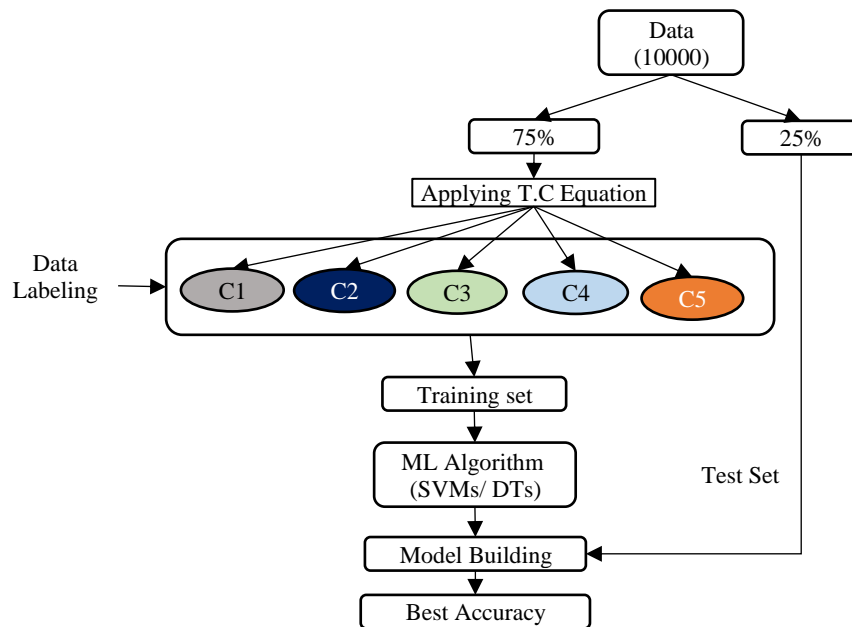 Data
(10000)
75%
25%
Applying T.C Equation
Data
Labeling
C1
C2
C3
C4
C5
Training set
ML Algorithm
(SVMs/ DTs)
Test Set
Model Building
Best Accuracy